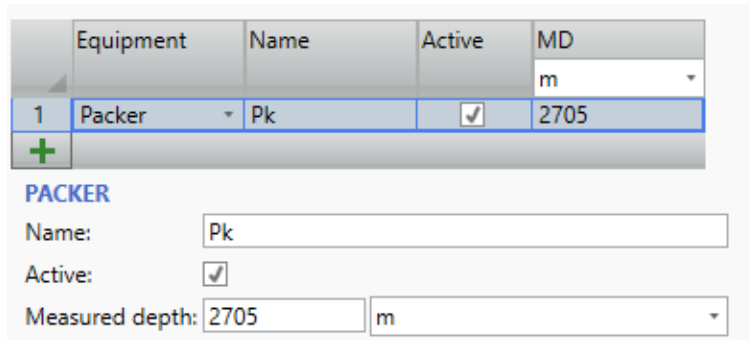 Equipment Name Active MD
m
1 Packer Pk 2705
PACKER
Name: Pk
Active:
Measured depth: 2705 m